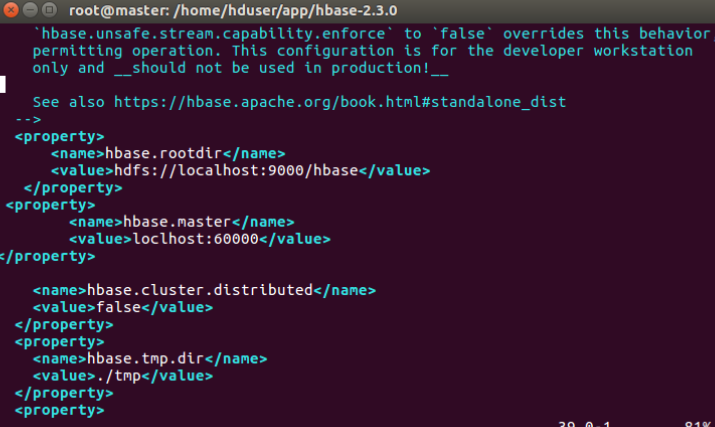 root@master: /home/hduser/app/hbase-2.3.0
`hbase.unsafe.stream.capability.enforce` to `false` overrides this behavior,
permitting operation. This configuration is for the developer workstation
only and __should not be used in production!__
See also https://hbase.apache.org/book.html#standalone_dist
-->
<property>
<name>hbase.rootdir</name>
<value>hdfs://localhost:9000/hbase</value>
</property>
<property>
<name>hbase.master</name>
<value>loclhost:60000</value>
</property>
<name>hbase.cluster.distributed</name>
<value>false</value>
</property>
<property>
<name>hbase.tmp.dir</name>
<value>./tmp</value>
</property>
<property>
39,0-1 81%